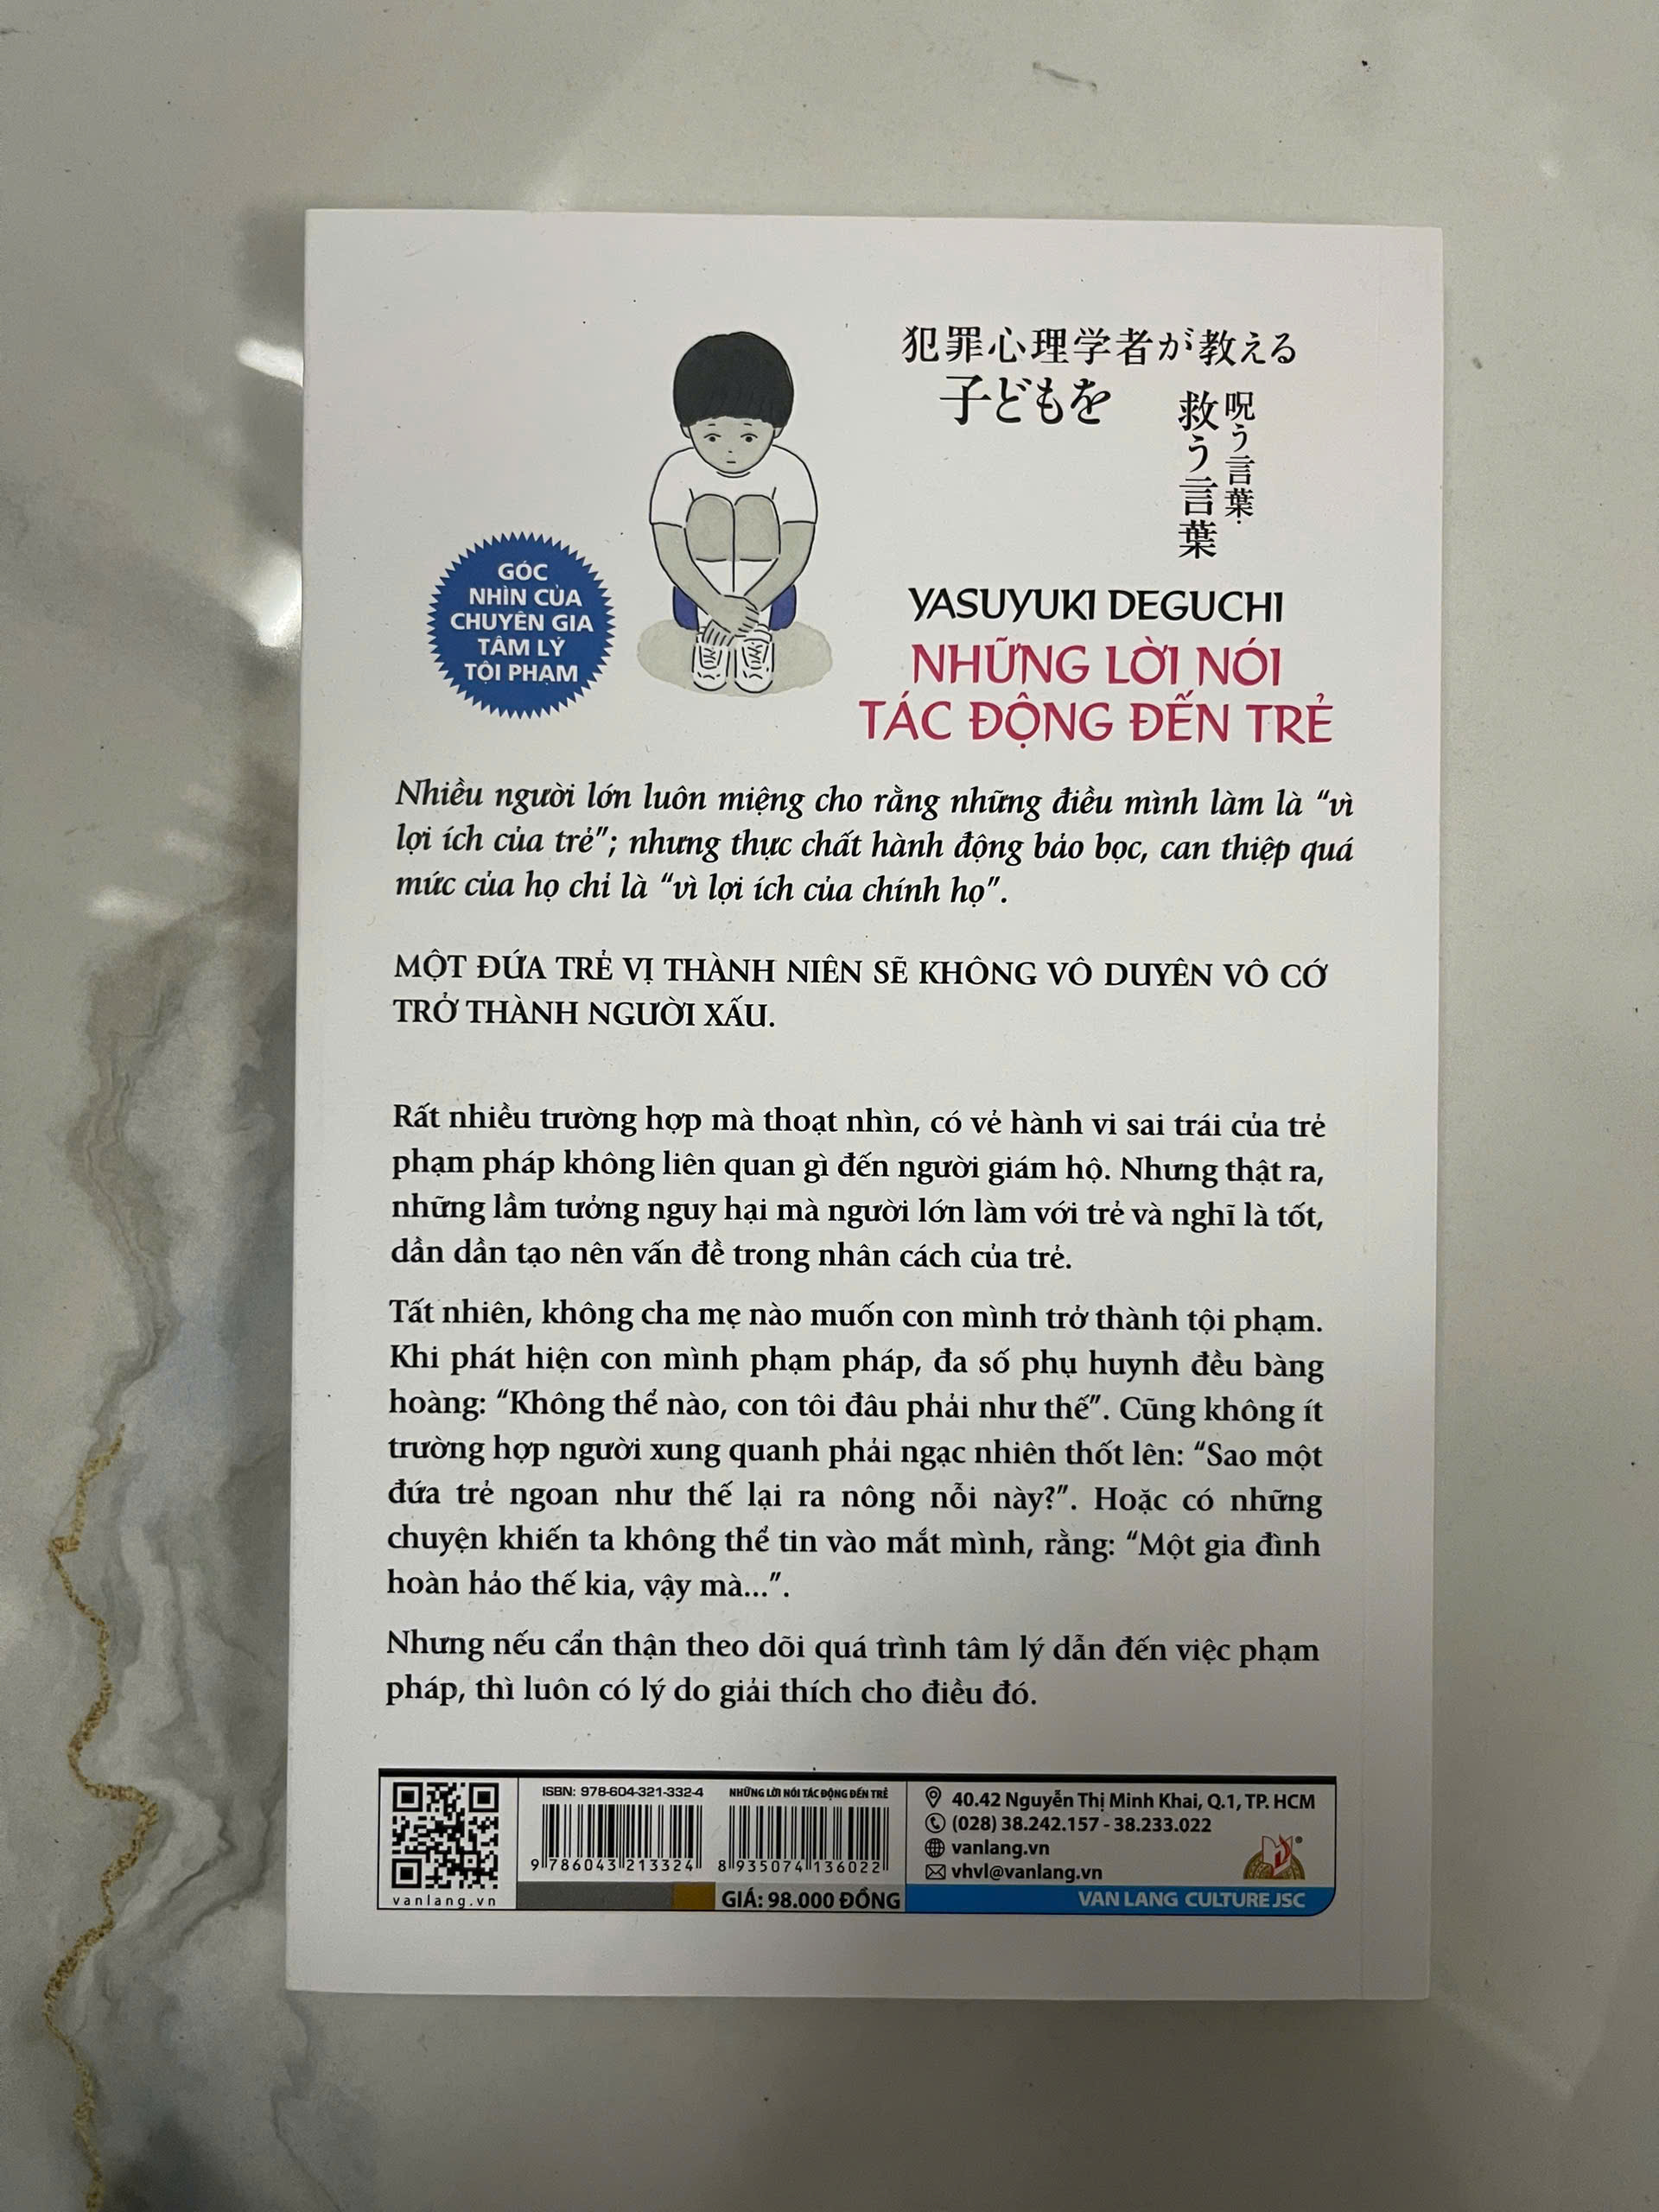 犯罪心理学者が教える
子どもを
呪う言葉・
救う言葉
GÓC
NHÌN CỦA
CHUYÊN GIA
TÂM LÝ
TỘI PHẠM
YASUYUKI DEGUCHI
NHỮNG LỜI NÓI
TÁC ĐỘNG ĐẾN TRẺ
Nhiều người lớn luôn miệng cho rằng những điều mình làm là “vì
lợi ích của trẻ”; nhưng thực chất hành động bảo bọc, can thiệp quá
mức của họ chỉ là “vì lợi ích của chính họ”.
MỘT ĐỨA TRẺ VỊ THÀNH NIÊN SẼ KHÔNG VÔ DUYÊN VÔ CỚ
TRỞ THÀNH NGƯỜI XẤU.
Rất nhiều trường hợp mà thoạt nhìn, có vẻ hành vi sai trái của trẻ
phạm pháp không liên quan gì đến người giám hộ. Nhưng thật ra,
những lầm tưởng nguy hại mà người lớn làm với trẻ và nghĩ là tốt,
dần dần tạo nên vấn đề trong nhân cách của trẻ.
Tất nhiên, không cha mẹ nào muốn con mình trở thành tội phạm.
Khi phát hiện con mình phạm pháp, đa số phụ huynh đều bàng
hoàng: “Không thể nào, con tôi đâu phải như thế”. Cũng không ít
trường hợp người xung quanh phải ngạc nhiên thốt lên: “Sao một
đứa trẻ ngoan như thế lại ra nông nỗi này?”. Hoặc có những
chuyện khiến ta không thể tin vào mắt mình, rằng: “Một gia đình
hoàn hảo thế kia, vậy mà...”.
Nhưng nếu cẩn thận theo dõi quá trình tâm lý dẫn đến việc phạm
pháp, thì luôn có lý do giải thích cho điều đó.
vanlang.vn
ISBN: 978-604-321-332-4
9 786043 213324
NHỮNG LỜI NÓI TÁC ĐỘNG ĐẾN TRẺ
8 935074 136022
GIÁ: 98.000 ĐỒNG
40.42 Nguyễn Thị Minh Khai, Q.1, TP. HCM
(028) 38.242.157 - 38.233.022
vanlang.vn
vhvl@vanlang.vn
VAN LANG CULTURE JSC